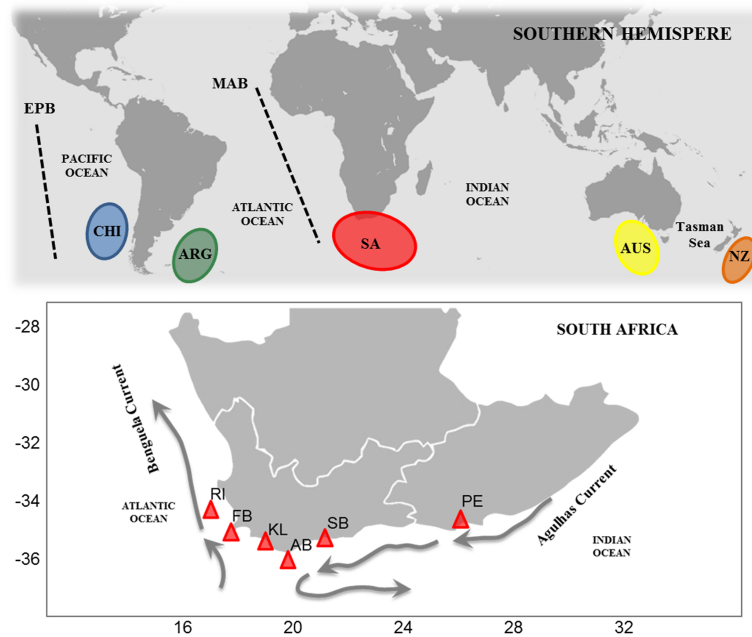 SOUTHERN HEMISPERE
MAB
EPB
PACIFIC
OCEAN
ATLANTIC
OCEAN
INDIAN
OCEAN
CHI
ARG
SA
AUS
Tasman
Sea
NZ
SOUTH AFRICA
-28
-30
-32
-34
-36
Benguela Current
ATLANTIC
OCEAN
RI
FB
KL
AB
SB
PE
Agulhas Current
INDIAN
OCEAN
16
20
24
28
32